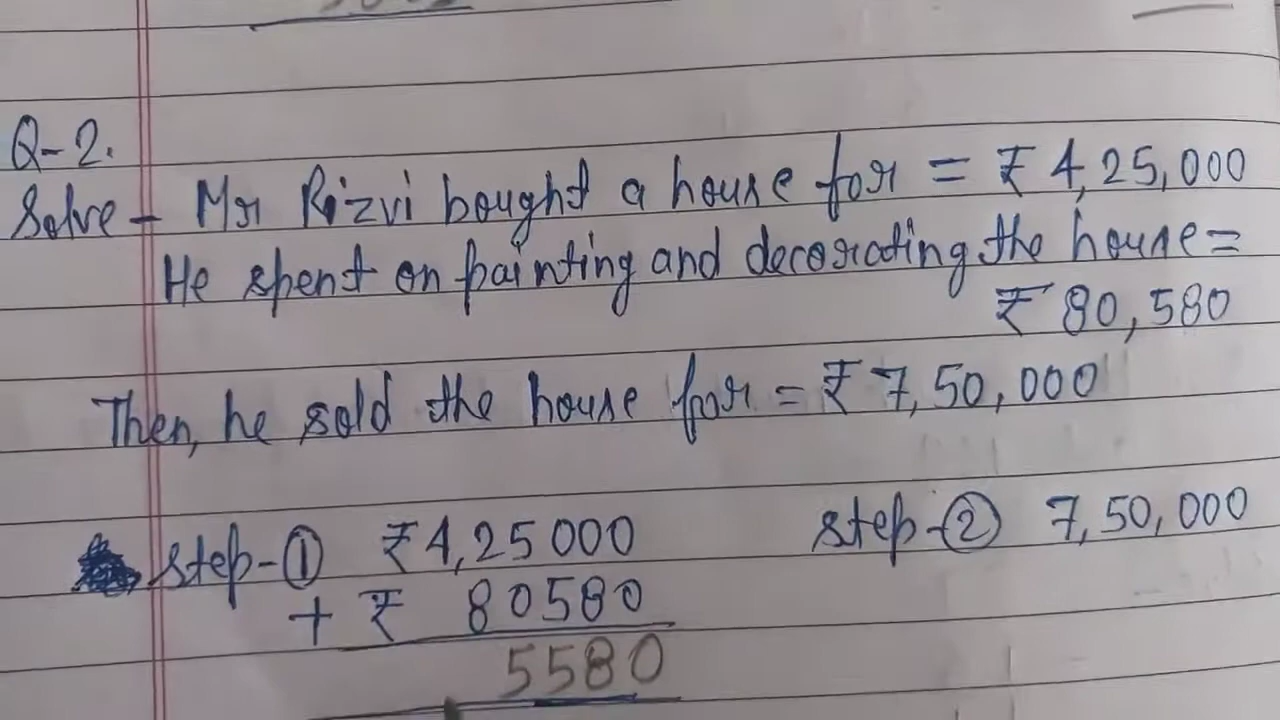 Q-2.
Solve - Mr Rizvi bought a house for = ₹ 4,25,000
He spent on painting and decorating the house =
₹ 80,580
Then, he sold the house for = ₹ 7,50,000
step-① ₹4,25000 step-② 7,50,000
+ ₹ 80580
5580